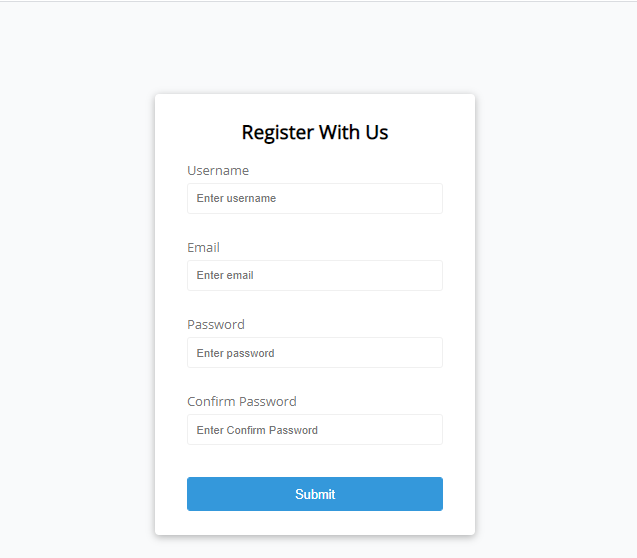 Register With Us
Username
Enter username
Email
Enter email
Password
Enter password
Confirm Password
Enter Confirm Password
Submit